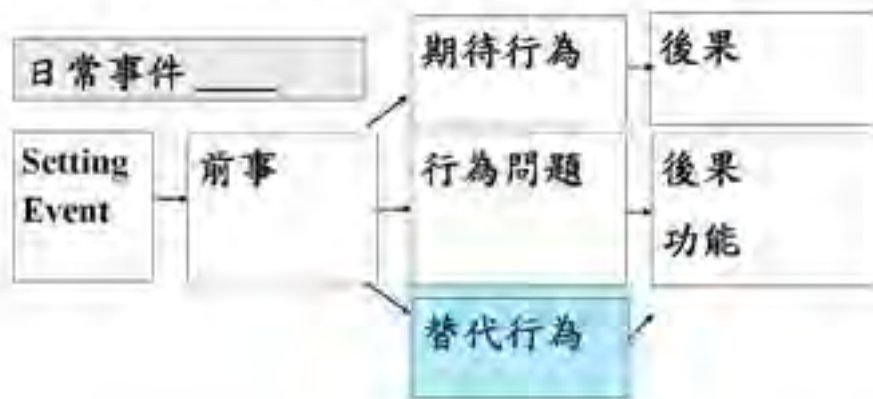 日常事件 ____
期待行為
後果
Setting
Event
前事
行為問題
後果
功能
替代行為